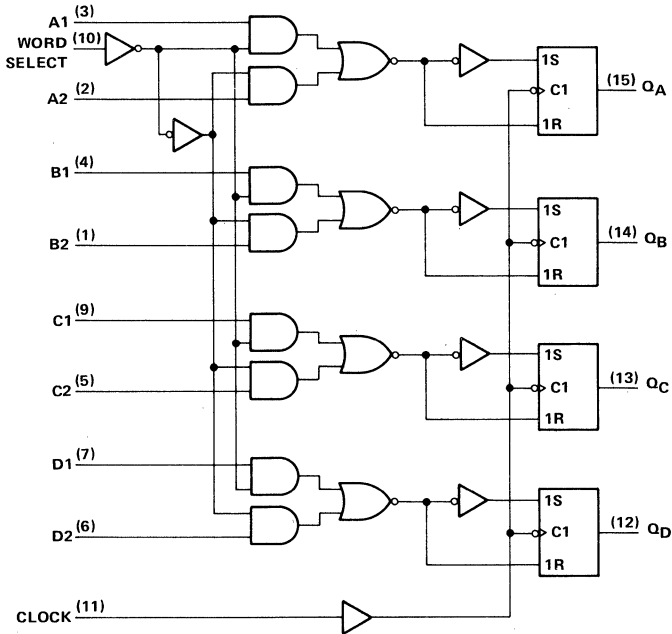 A1 (3)
WORD SELECT (10)
A2 (2)
1S
C1
1R
(15) QA
B1 (4)
B2 (1)
1S
C1
1R
(14) QB
C1 (9)
C2 (5)
1S
C1
1R
(13) QC
D1 (7)
D2 (6)
1S
C1
1R
(12) QD
CLOCK (11)